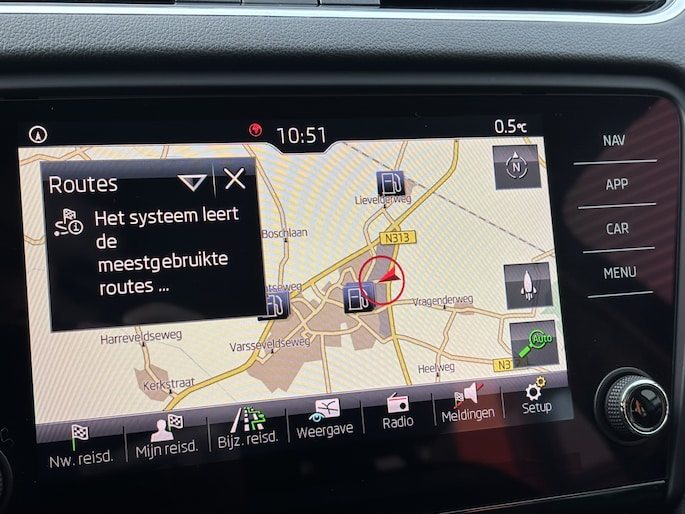 10:51
0.5°C
NAV
APP
CAR
MENU
Routes
Het systeem leert
de
meestgebruikte
routes ...
N
Lievelderweg
Boschlaan
N313
Vragenderweg
Harreveldseweg
Varsseveldseweg
Heelweg
Kerkstraat
Auto
Nw. reisd.
Mijn reisd.
Bijz. reisd.
Weergave
Radio
Meldingen
Setup